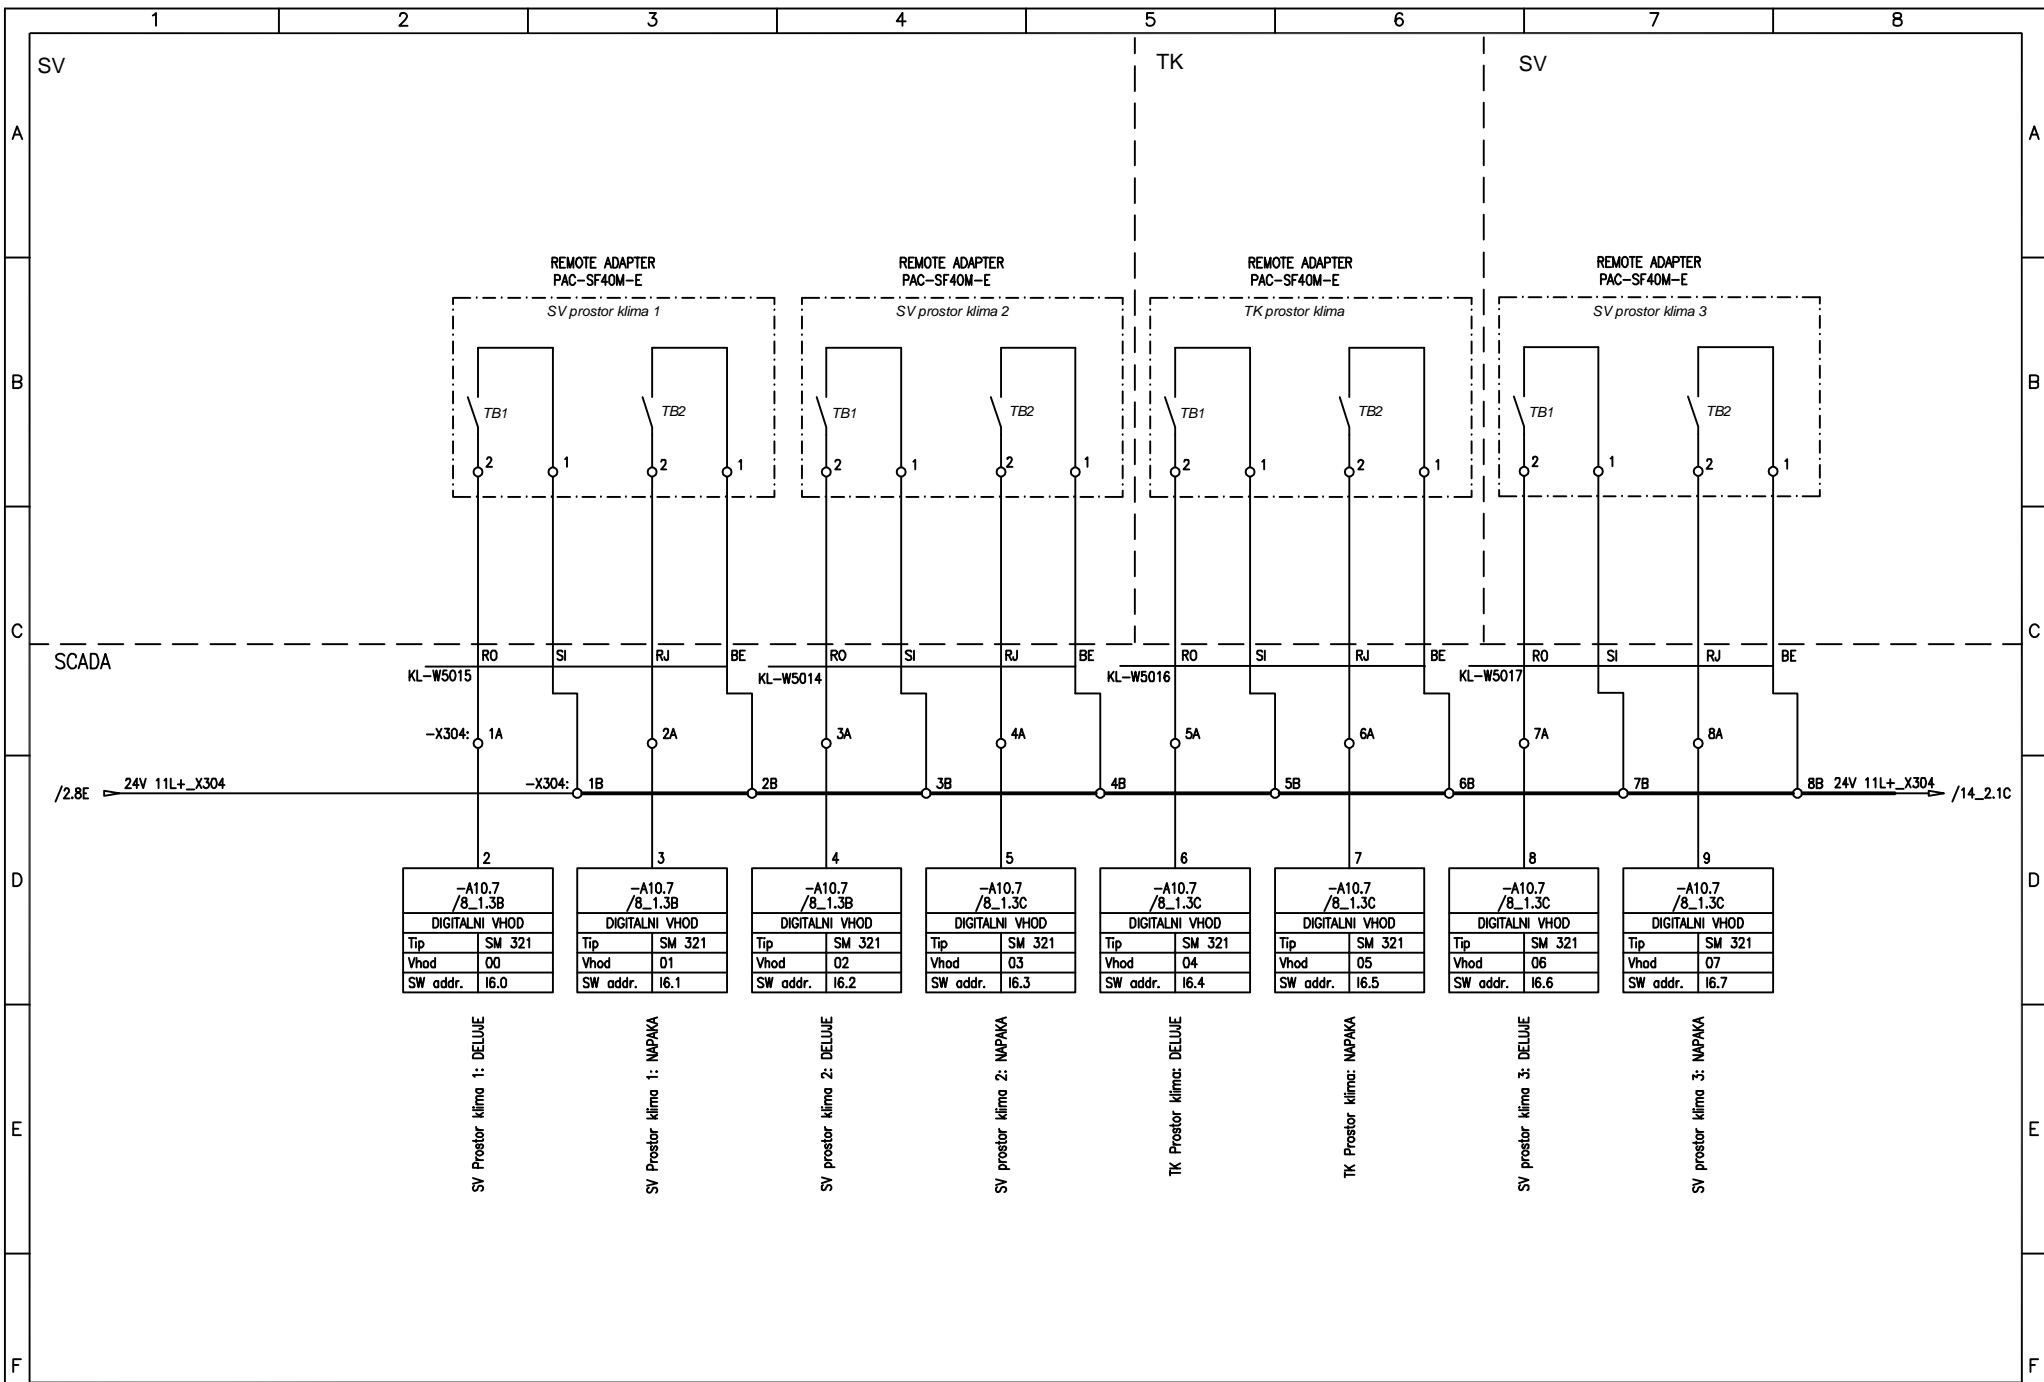 1 2 3 4 5 6 7 8
SV TK SV
A A
REMOTE ADAPTER REMOTE ADAPTER REMOTE ADAPTER REMOTE ADAPTER
PAC-SF40M-E PAC-SF40M-E PAC-SF40M-E PAC-SF40M-E
SV prostor klima 1 SV prostor klima 2 TK prostor klima SV prostor klima 3
B B
TB1 TB2 TB1 TB2 TB1 TB2 TB1 TB2
2 1 2 1 2 1 2 1 2 1 2 1 2 1 2 1
C C
SCADA
RO SI RJ BE RO SI RJ BE RO SI RJ BE RO SI RJ BE
KL-W5015 KL-W5014 KL-W5016 KL-W5017
-X304: 1A 2A 3A 4A 5A 6A 7A 8A
/2.8E 24V 11L+_X304 -X304: 1B 2B 3B 4B 5B 6B 7B 8B 24V 11L+_X304 /14_2.1C
2 3 4 5 6 7 8 9
D D
-A10.7 -A10.7 -A10.7 -A10.7 -A10.7 -A10.7 -A10.7 -A10.7
/8_1.3B /8_1.3B /8_1.3B /8_1.3C /8_1.3C /8_1.3C /8_1.3C /8_1.3C
DIGITALNI VHOD DIGITALNI VHOD DIGITALNI VHOD DIGITALNI VHOD DIGITALNI VHOD DIGITALNI VHOD DIGITALNI VHOD DIGITALNI VHOD
Tip SM 321 Tip SM 321 Tip SM 321 Tip SM 321 Tip SM 321 Tip SM 321 Tip SM 321 Tip SM 321
Vhod 00 Vhod 01 Vhod 02 Vhod 03 Vhod 04 Vhod 05 Vhod 06 Vhod 07
SW addr. I6.0 SW addr. I6.1 SW addr. I6.2 SW addr. I6.3 SW addr. I6.4 SW addr. I6.5 SW addr. I6.6 SW addr. I6.7
SV Prostor klima 1: DELUJE
SV Prostor klima 1: NAPAKA
SV prostor klima 2: DELUJE
SV prostor klima 2: NAPAKA
TK Prostor klima: DELUJE
TK Prostor klima: NAPAKA
SV prostor klima 3: DELUJE
SV prostor klima 3: NAPAKA
E E
F F